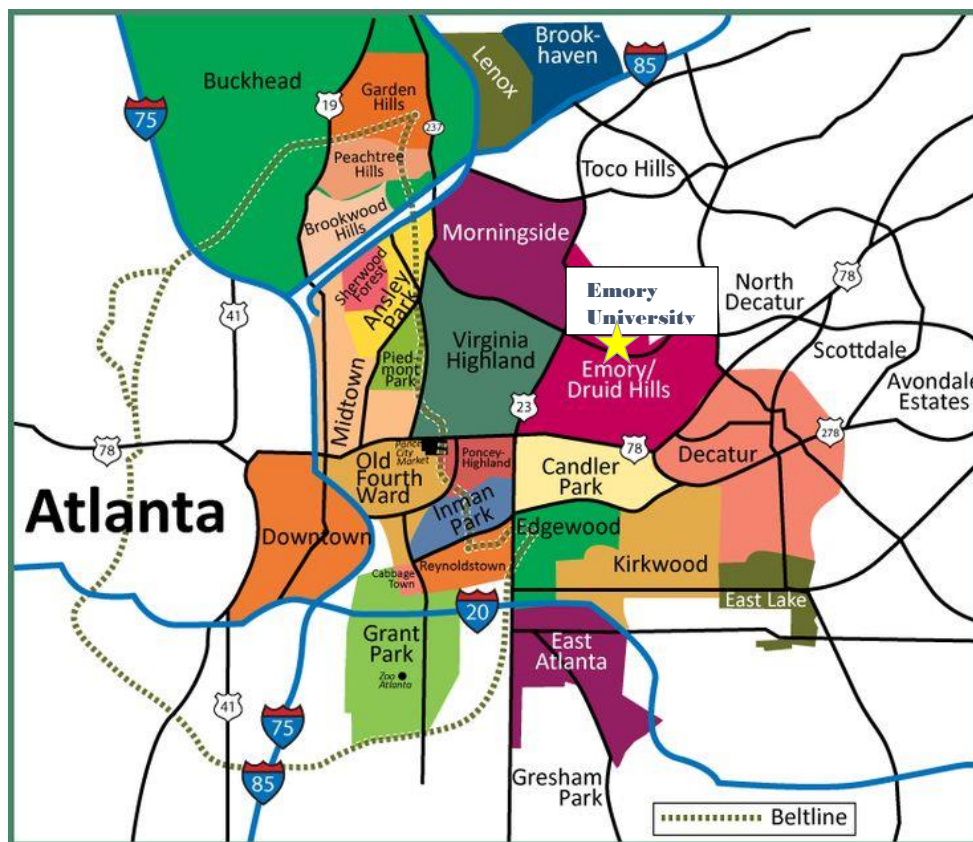 Brook-
haven
Lenox
85
Buckhead
19
Garden
Hills
75
237
Peachtree
Hills
Toco Hills
Brookwood
Hills
Morningside
Sherwood
Forest
Ansley
Park
Emory
University
North
Decatur
78
41
Virginia
Highland
Pied-
mont
Park
Emory/
Druid Hills
Scottdale
Avondale
Estates
Midtown
23
78
78
278
Old
Fourth
Ward
Ponce
City
Market
Poncey-
Highland
Candler
Park
Decatur
Atlanta
Inman
Park
Edgewood
Downtown
Kirkwood
Reynoldstown
Cabbage
Town
East Lake
20
Grant
Park
Zoo
Atlanta
East
Atlanta
41
75
85
Gresham
Park
Beltline